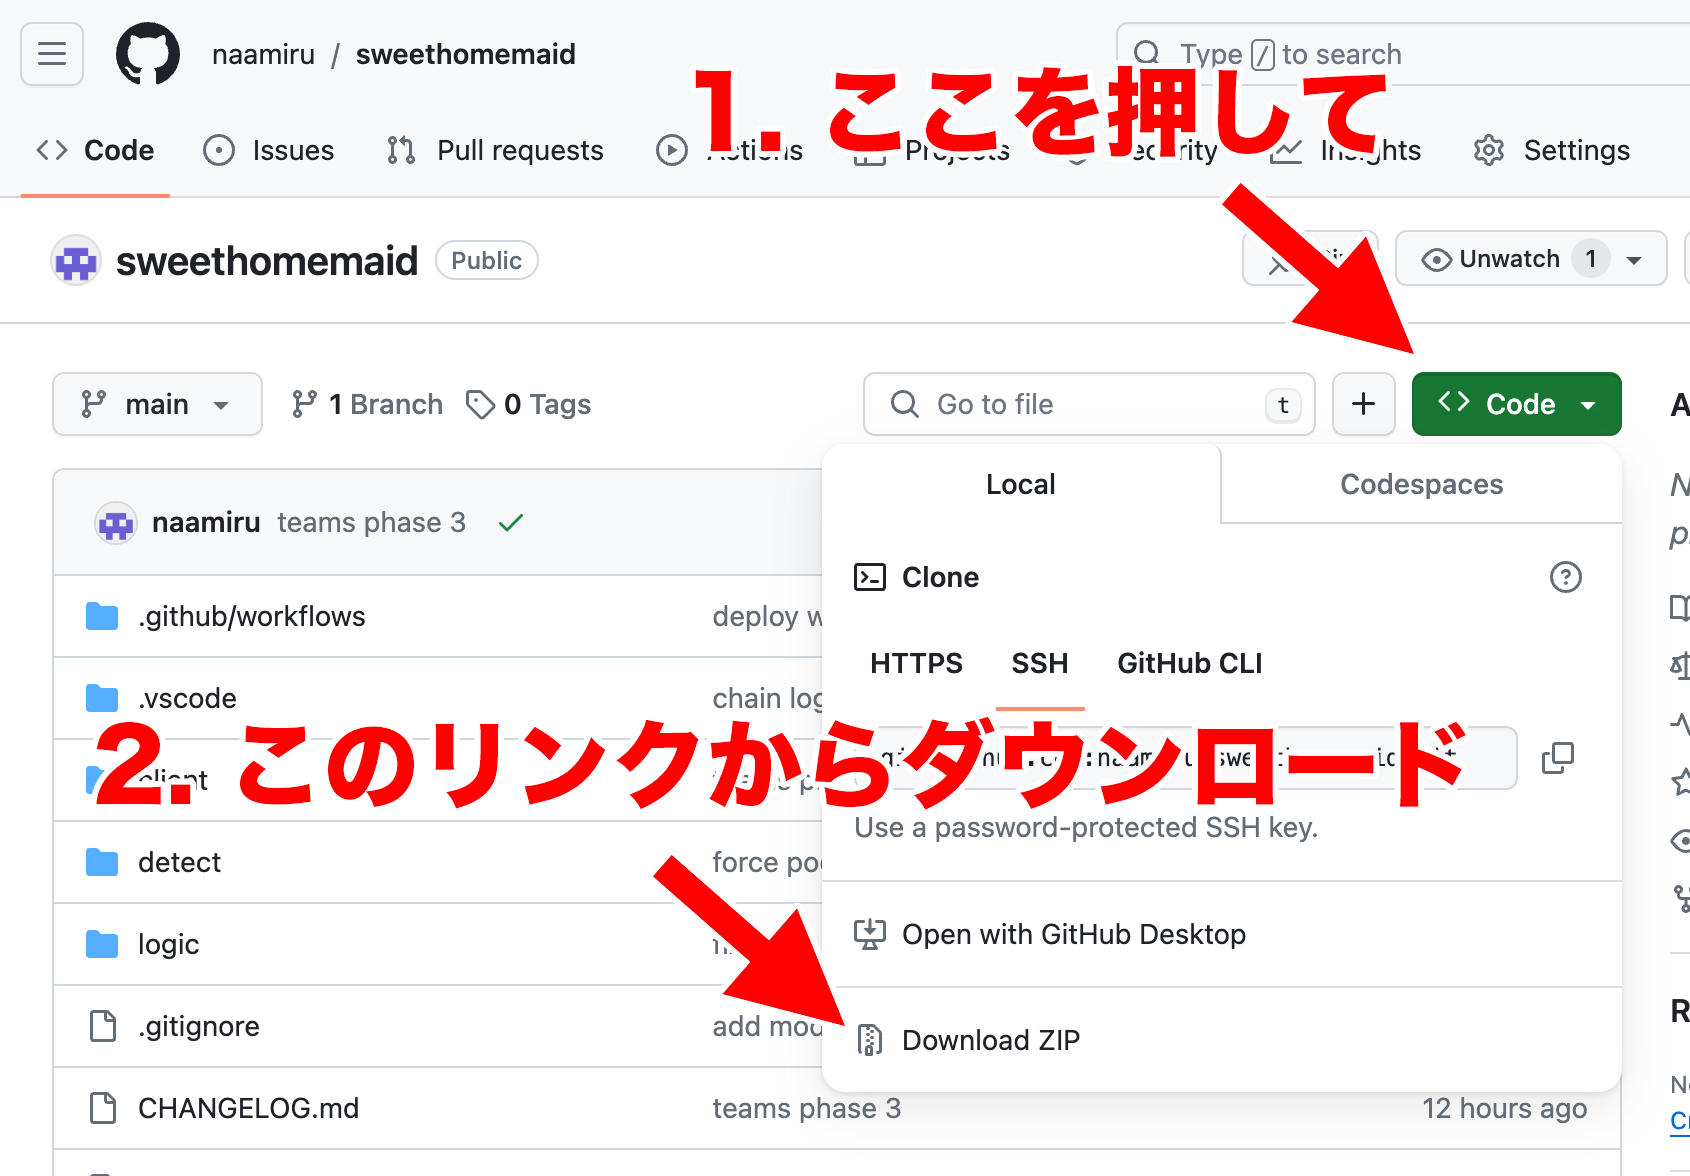 naamiru / sweethomemaid
Type / to search
1. ここを押して
Code Issues Pull requests Actions Projects Security Insights Settings
sweethomemaid Public
Unwatch 1
main 1 Branch 0 Tags
Go to file t
+ Code
Local Codespaces
naamiru teams phase 3
Clone
.github/workflows deploy
HTTPS SSH GitHub CLI
.vscode chain
2. このリンクからダウンロード
client
Use a password-protected SSH key.
detect force
logic
Open with GitHub Desktop
.gitignore add
Download ZIP
CHANGELOG.md teams phase 3 12 hours ago